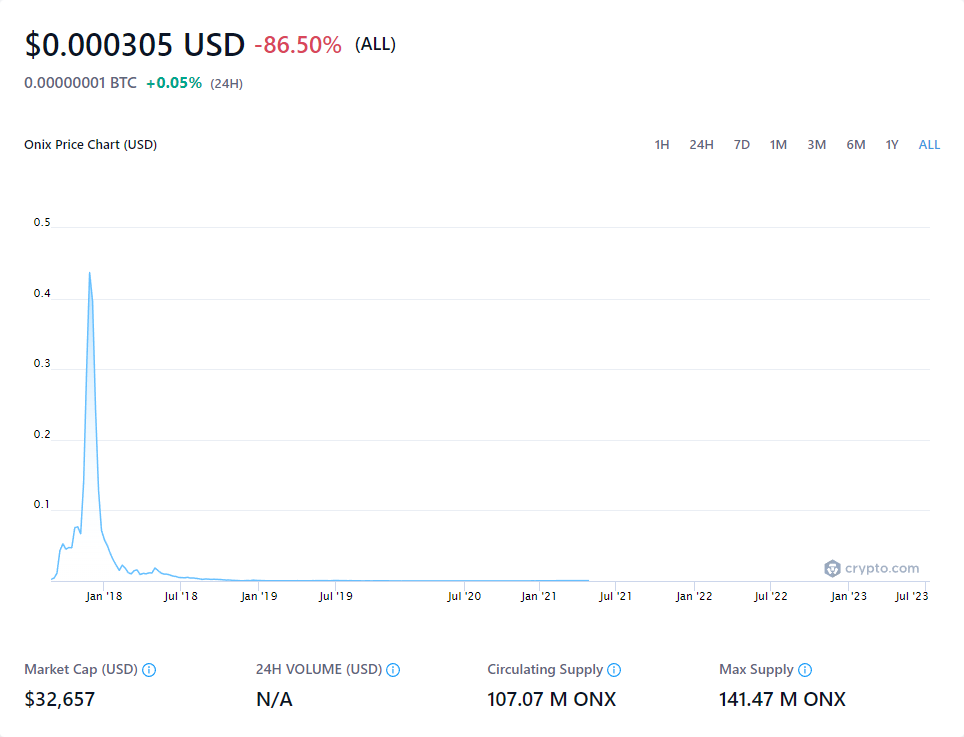 $0.000305 USD -86.50% (ALL)
0.00000001 BTC +0.05% (24H)
Onix Price Chart (USD) 1H 24H 7D 1M 3M 6M 1Y ALL
0.5
0.4
0.3
0.2
0.1
crypto.com
Jan '18 Jul '18 Jan '19 Jul '19 Jul '20 Jan '21 Jul '21 Jan '22 Jul '22 Jan '23 Jul '23
Market Cap (USD) 24H VOLUME (USD) Circulating Supply Max Supply
$32,657 N/A 107.07 M ONX 141.47 M ONX